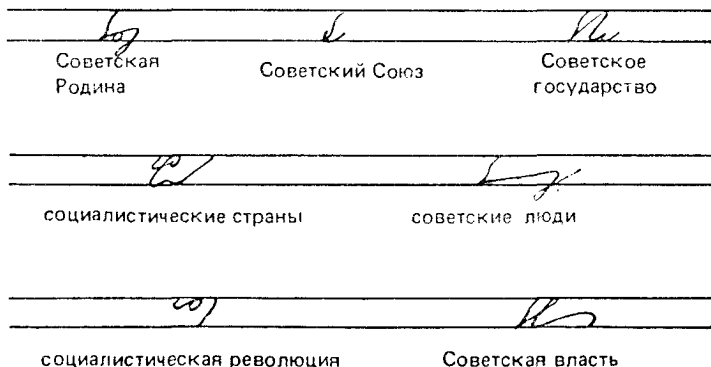 Советская Родина
Советский Союз
Советское государство
социалистические страны
советские люди
социалистическая революция
Советская власть